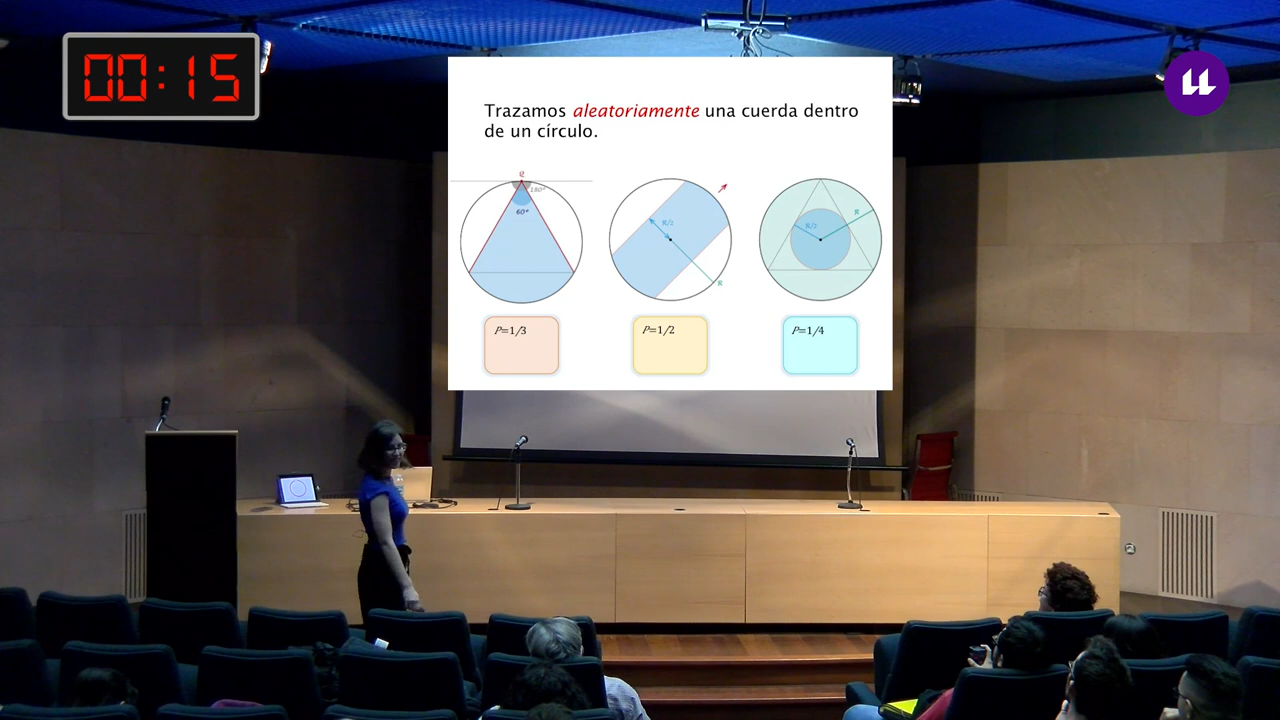 00:15
u
Trazamos aleatoriamente una cuerda dentro
de un círculo.
Q
180°
60°
R/2
R
R/2
R
P=1/3
P=1/2
P=1/4